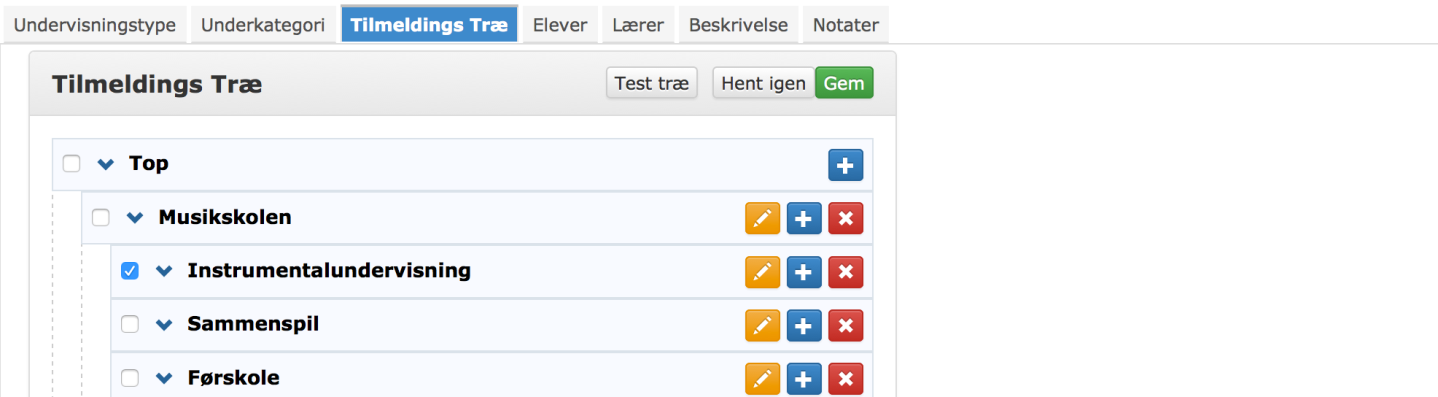 Undervisningstype Underkategori Tilmeldings Træ Elever Lærer Beskrivelse Notater
Tilmeldings Træ Test træ Hent igen Gem
Top
Musikskolen
Instrumentalundervisning
Sammenspil
Førskole